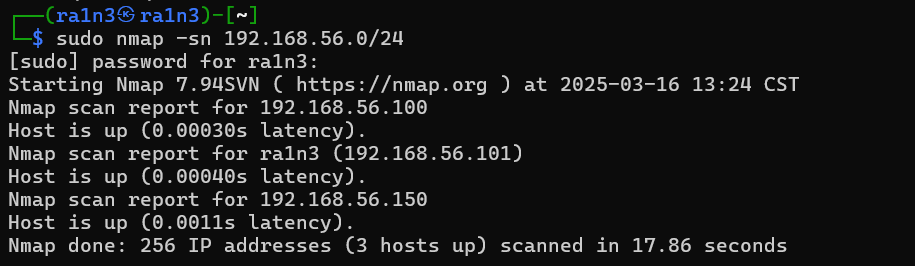 ┌──(ra1n3㉿ra1n3)-[~]
└─$ sudo nmap -sn 192.168.56.0/24
[sudo] password for ra1n3:
Starting Nmap 7.94SVN ( https://nmap.org ) at 2025-03-16 13:24 CST
Nmap scan report for 192.168.56.100
Host is up (0.00030s latency).
Nmap scan report for ra1n3 (192.168.56.101)
Host is up (0.00040s latency).
Nmap scan report for 192.168.56.150
Host is up (0.0011s latency).
Nmap done: 256 IP addresses (3 hosts up) scanned in 17.86 seconds